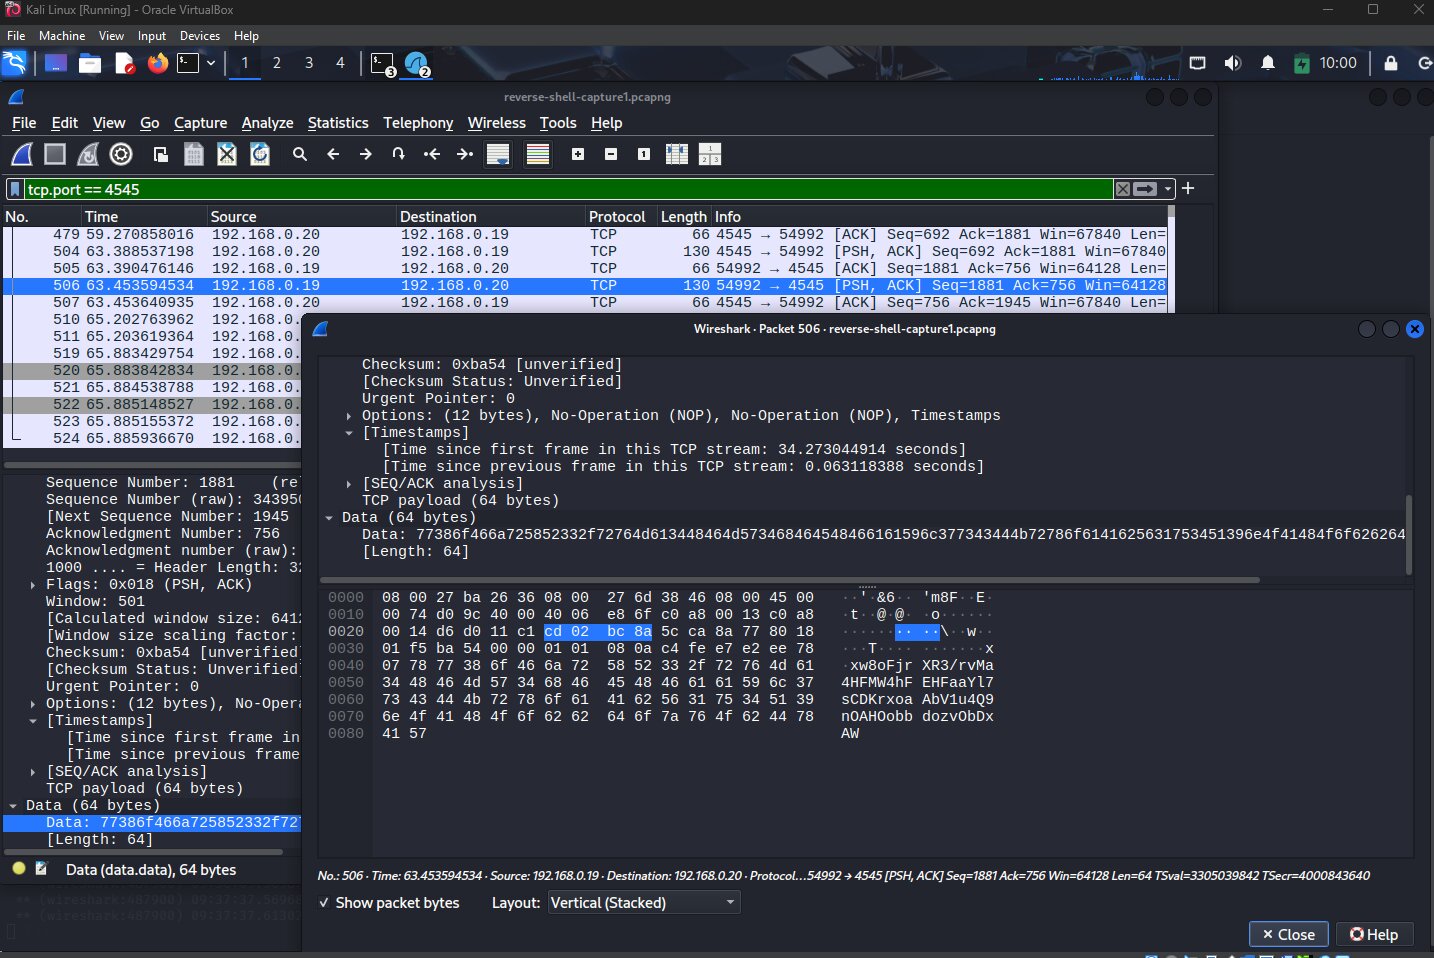 Kali Linux [Running] - Oracle VirtualBox
File Machine View Input Devices Help
1 2 3 4 3 2 10:00
reverse-shell-capture1.pcapng
File Edit View Go Capture Analyze Statistics Telephony Wireless Tools Help
tcp.port == 4545
No. Time Source Destination Protocol Length Info
479 59.270858016 192.168.0.20 192.168.0.19 TCP 66 4545 → 54992 [ACK] Seq=692 Ack=1881 Win=67840 Len=
504 63.388537198 192.168.0.20 192.168.0.19 TCP 130 4545 → 54992 [PSH, ACK] Seq=692 Ack=1881 Win=67840
505 63.390476146 192.168.0.19 192.168.0.20 TCP 66 54992 → 4545 [ACK] Seq=1881 Ack=756 Win=64128 Len=
506 63.453594534 192.168.0.19 192.168.0.20 TCP 130 54992 → 4545 [PSH, ACK] Seq=1881 Ack=756 Win=64128
507 63.453640935 192.168.0.20 192.168.0.19 TCP 66 4545 → 54992 [ACK] Seq=756 Ack=1945 Win=67840 Len=
510 65.202763962 192.168.0.
511 65.203619364 192.168.0.
519 65.883429754 192.168.0.
520 65.883842834 192.168.0.
521 65.884538788 192.168.0.
522 65.885148527 192.168.0.
523 65.885155372 192.168.0.
524 65.885936670 192.168.0.
Sequence Number: 1881 (re
Sequence Number (raw): 343950
[Next Sequence Number: 1945
Acknowledgment Number: 756
Acknowledgment number (raw):
1000 .... = Header Length: 32
Flags: 0x018 (PSH, ACK)
Window: 501
[Calculated window size: 6412
[Window size scaling factor:
Checksum: 0xba54 [unverified]
[Checksum Status: Unverified]
Urgent Pointer: 0
Options: (12 bytes), No-Opera
[Timestamps]
[Time since first frame in
[Time since previous frame
[SEQ/ACK analysis]
TCP payload (64 bytes)
Data (64 bytes)
Data: 77386f466a725852332f727
[Length: 64]
Data (data.data), 64 bytes
** (wireshark:487900) 09:37:37.5696
** (wireshark:487900) 09:37:37.6130
Wireshark · Packet 506 · reverse-shell-capture1.pcapng
Checksum: 0xba54 [unverified]
[Checksum Status: Unverified]
Urgent Pointer: 0
Options: (12 bytes), No-Operation (NOP), No-Operation (NOP), Timestamps
[Timestamps]
[Time since first frame in this TCP stream: 34.273044914 seconds]
[Time since previous frame in this TCP stream: 0.063118388 seconds]
[SEQ/ACK analysis]
TCP payload (64 bytes)
Data (64 bytes)
Data: 77386f466a725852332f72764d613448464d573468464548466161596c377343444b72786f6141625631753451396e4f41484f6f626264
[Length: 64]
0000 08 00 27 ba 26 36 08 00 27 6d 38 46 08 00 45 00 ··'·&6·· 'm8F··E·
0010 00 74 d0 9c 40 00 40 06 e8 6f c0 a8 00 13 c0 a8 ·t··@·@· ·o······
0020 00 14 d6 d0 11 c1 cd 02 bc 8a 5c ca 8a 77 80 18 ········ ··\··w··
0030 01 f5 ba 54 00 00 01 01 08 0a c4 fe e7 e2 ee 78 ···T···· ·······x
0040 07 78 77 38 6f 46 6a 72 58 52 33 2f 72 76 4d 61 ·xw8oFjr XR3/rvMa
0050 34 48 46 4d 57 34 68 46 45 48 46 61 61 59 6c 37 4HFMW4hF EHFaaYl7
0060 73 43 44 4b 72 78 6f 61 41 62 56 31 75 34 51 39 sCDKrxoa AbV1u4Q9
0070 6e 4f 41 48 4f 6f 62 62 64 6f 7a 76 4f 62 44 78 nOAHOobb dozvObDx
0080 41 57 AW
No.: 506 · Time: 63.453594534 · Source: 192.168.0.19 · Destination: 192.168.0.20 · Protocol…54992 → 4545 [PSH, ACK] Seq=1881 Ack=756 Win=64128 Len=64 TSval=3305039842 TSecr=4000843640
Show packet bytes Layout: Vertical (Stacked)
Close Help